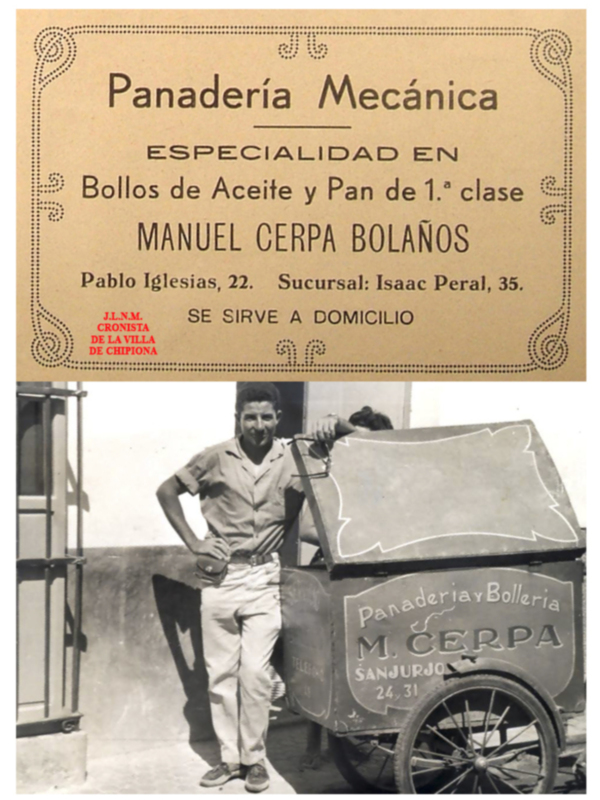 Panadería Mecánica
ESPECIALIDAD EN
Bollos de Aceite y Pan de 1.ª clase
MANUEL CERPA BOLAÑOS
Pablo Iglesias, 22. Sucursal: Isaac Peral, 35.
SE SIRVE A DOMICILIO
J.L.N.M.
CRONISTA
DE LA VILLA
DE CHIPIONA
Panaderia y Bolleria
M. CERPA
SANJURJO
24.31